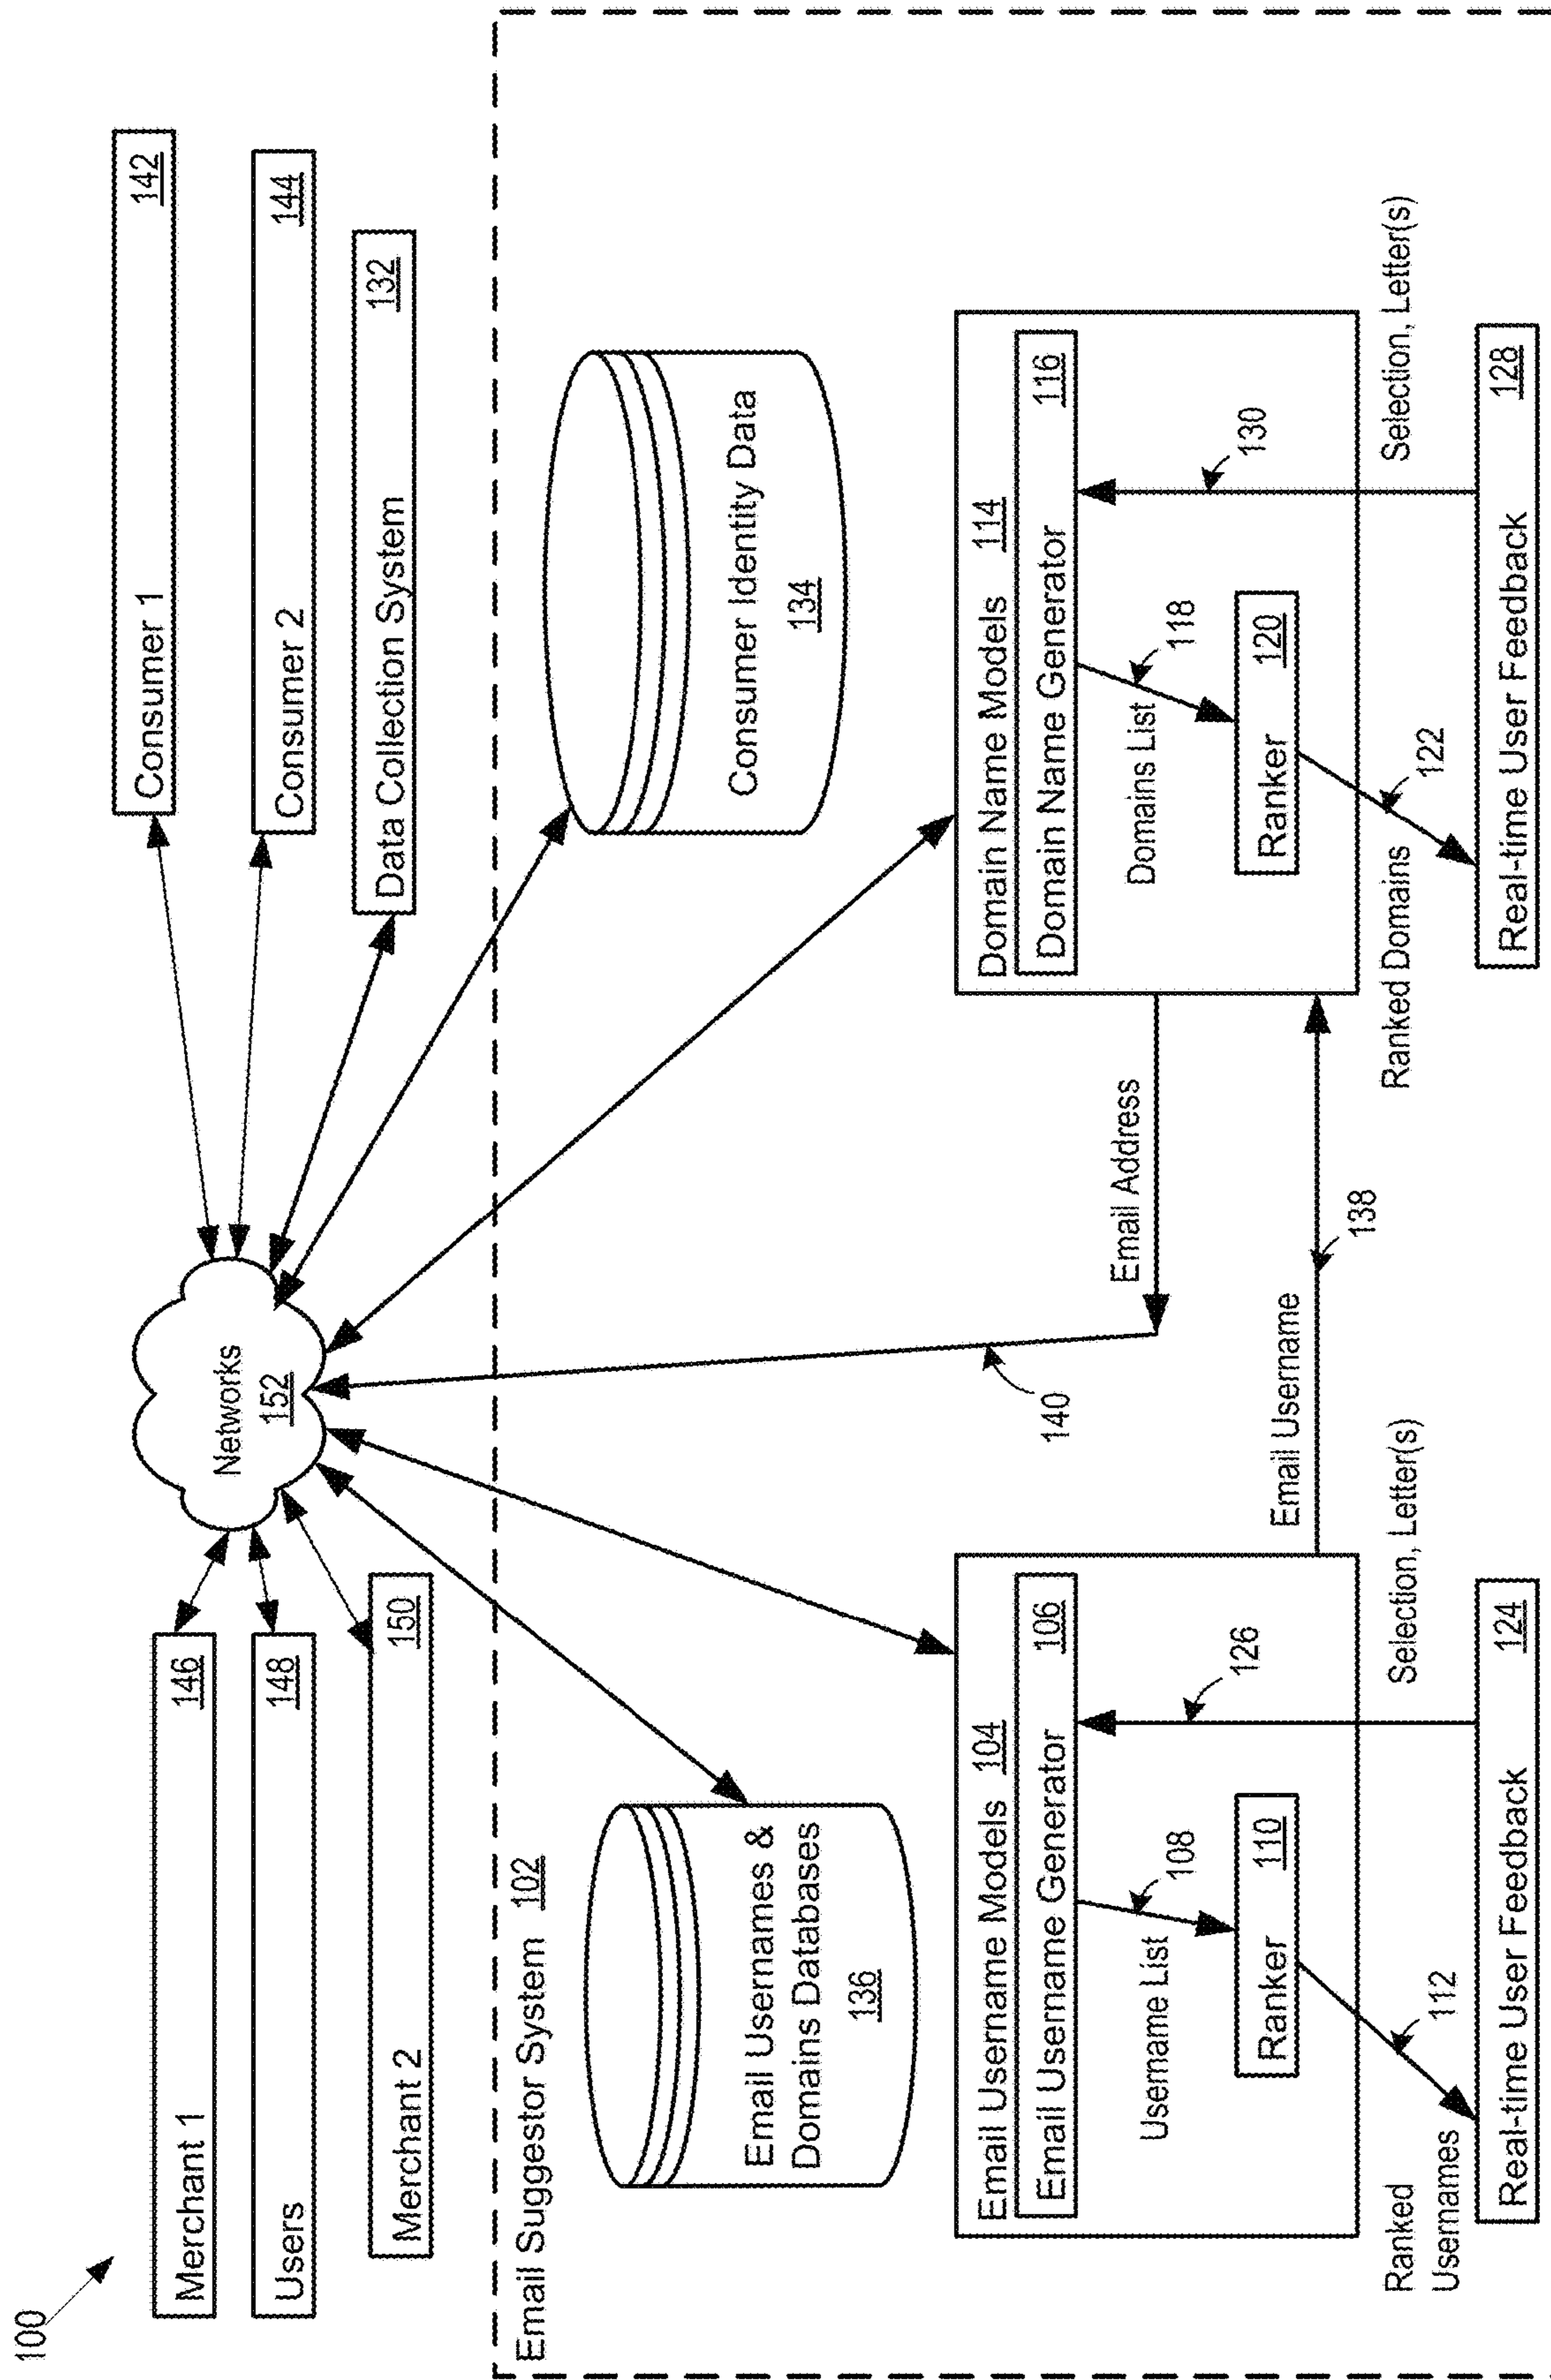 100
Merchant 1 146
Users 148
Merchant 2 150
Networks
152
Consumer 1 142
Consumer 2 144
Data Collection System 132
Email Suggestor System 102
Email Usernames &
Domains Databases
136
Consumer Identity Data
134
Email Username Models 104
Email Username Generator 106
Username List
108
126
Ranker 110
Ranked
Usernames
112
Selection, Letter(s)
Real-time User Feedback 124
140
Email Address
Email Username
138
Domain Name Models 114
Domain Name Generator 116
Domains List
118
130
Ranker 120
Ranked Domains
122
Selection, Letter(s)
Real-time User Feedback 128